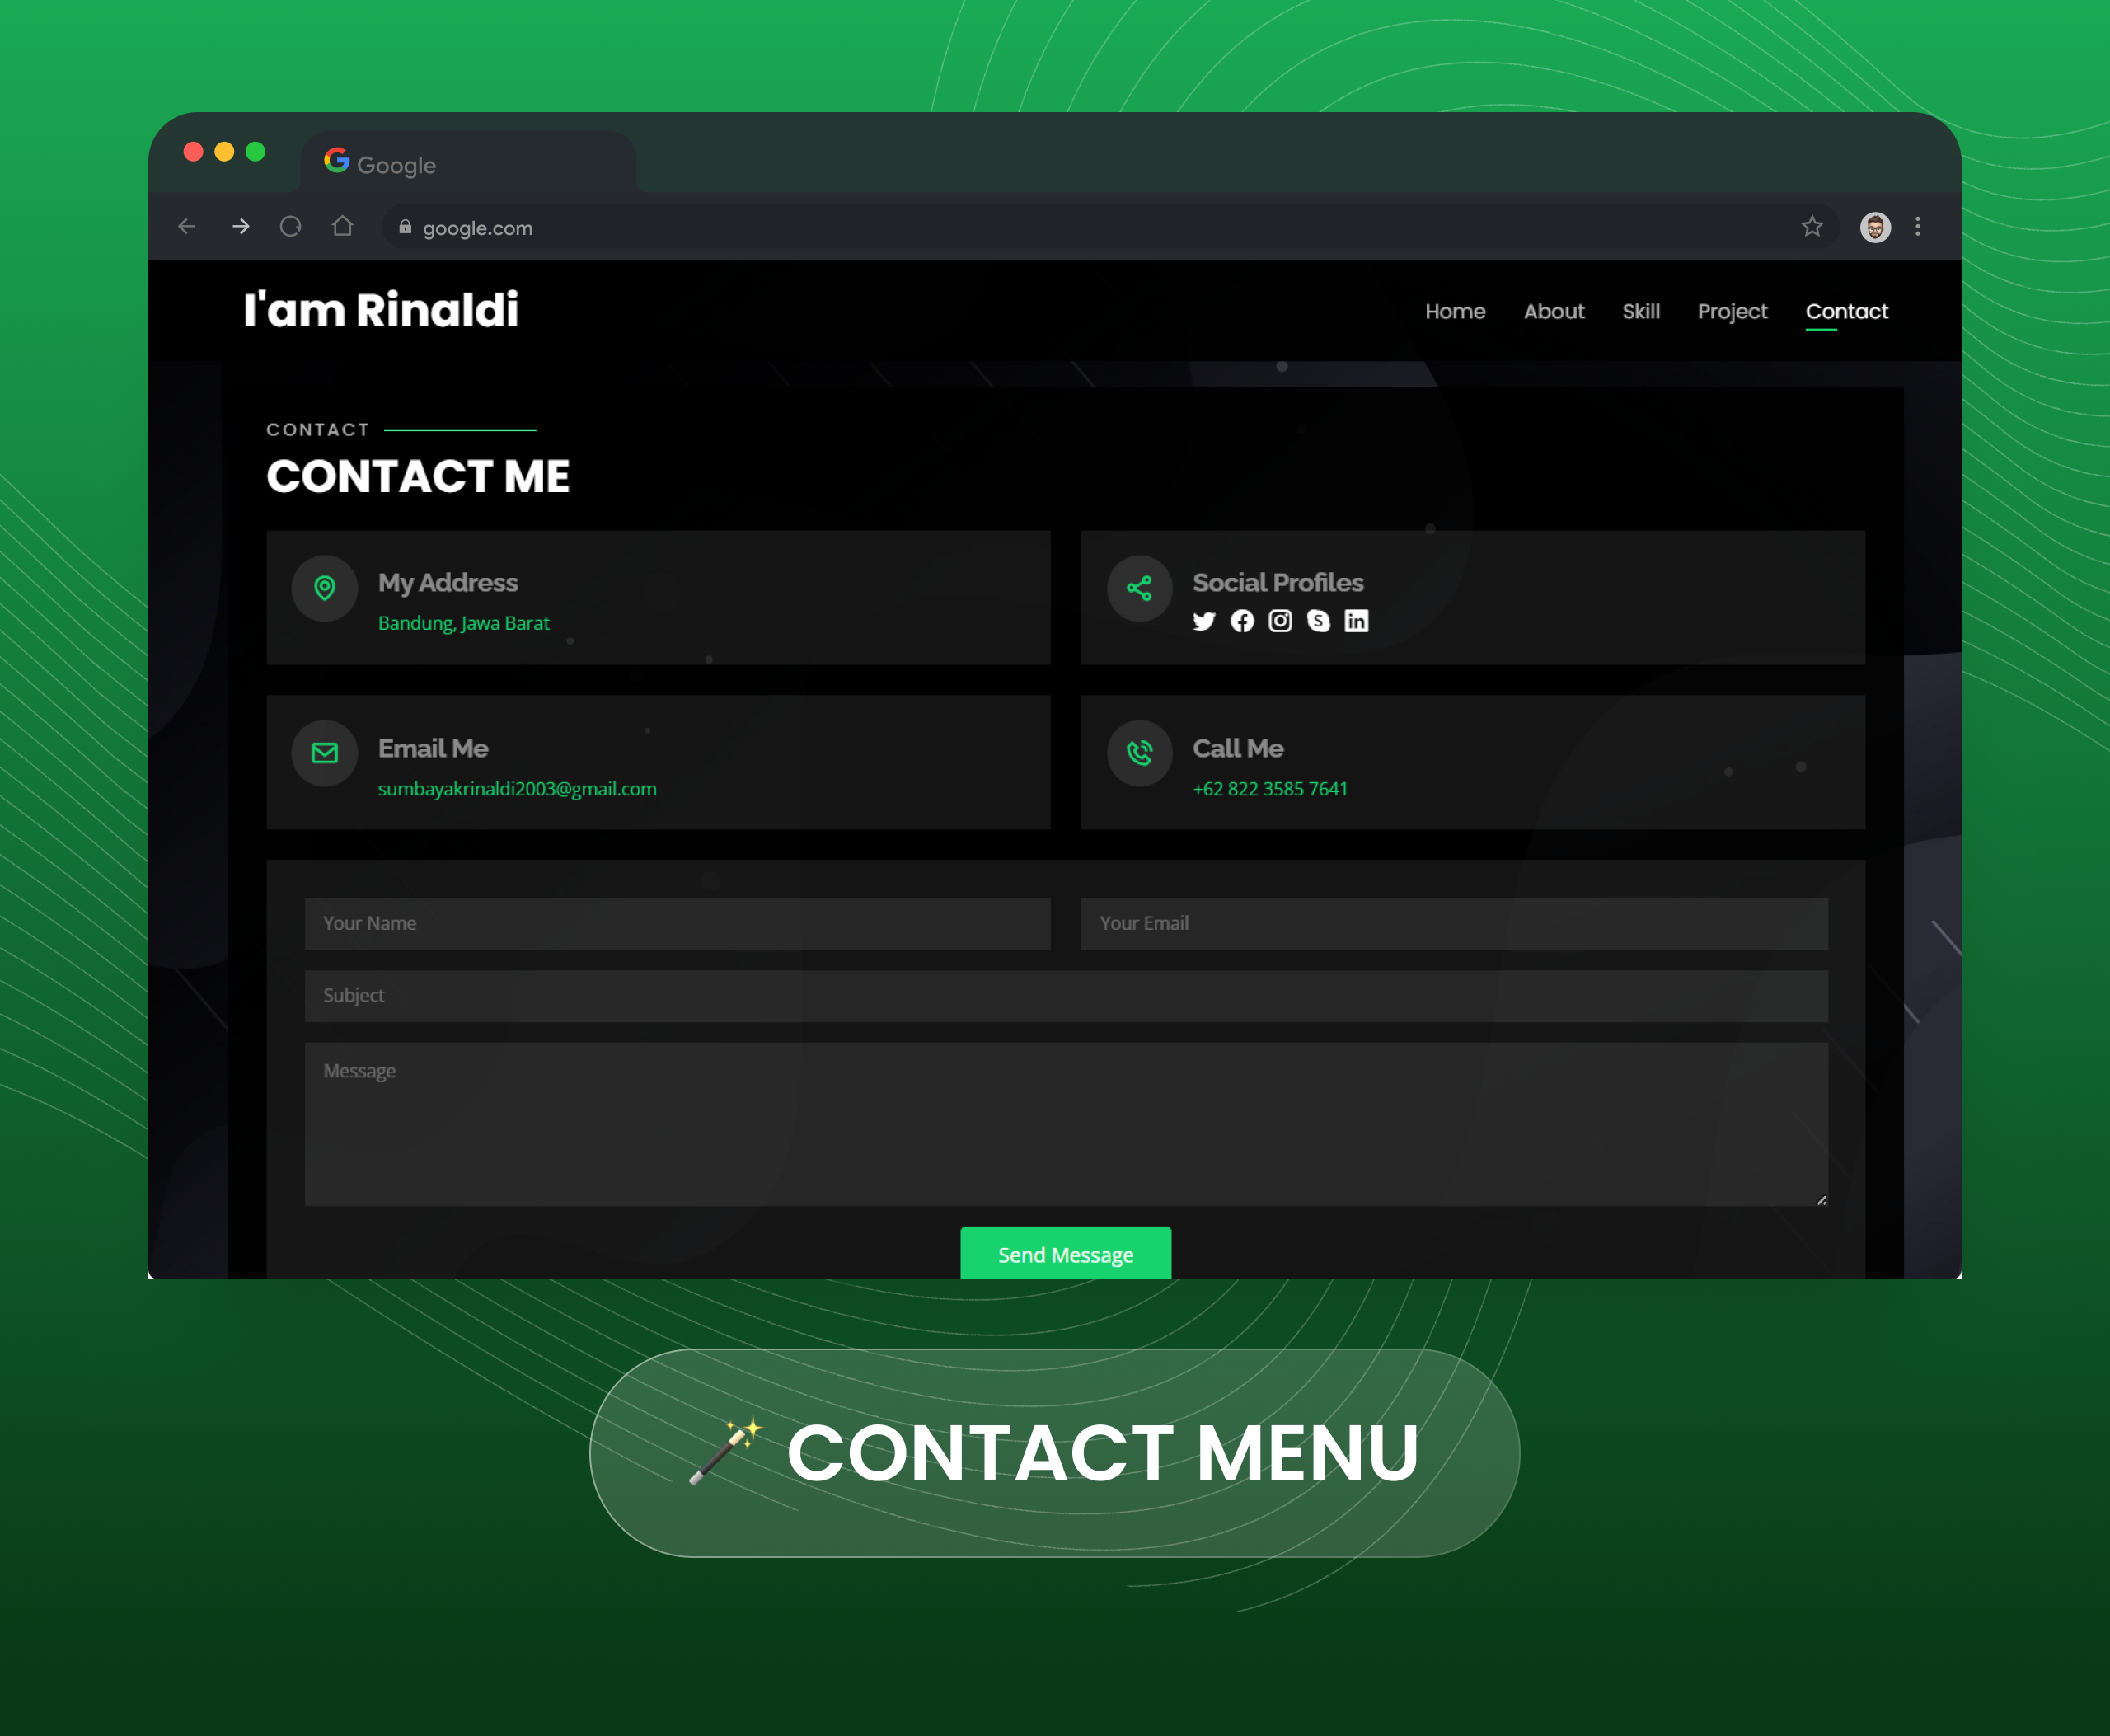 Google
google.com
I'am Rinaldi
Home About Skill Project Contact
CONTACT
CONTACT ME
My Address
Bandung, Jawa Barat
Social Profiles
Email Me
sumbayakrinaldi2003@gmail.com
Call Me
+62 822 3585 7641
Your Name
Your Email
Subject
Message
Send Message
CONTACT MENU